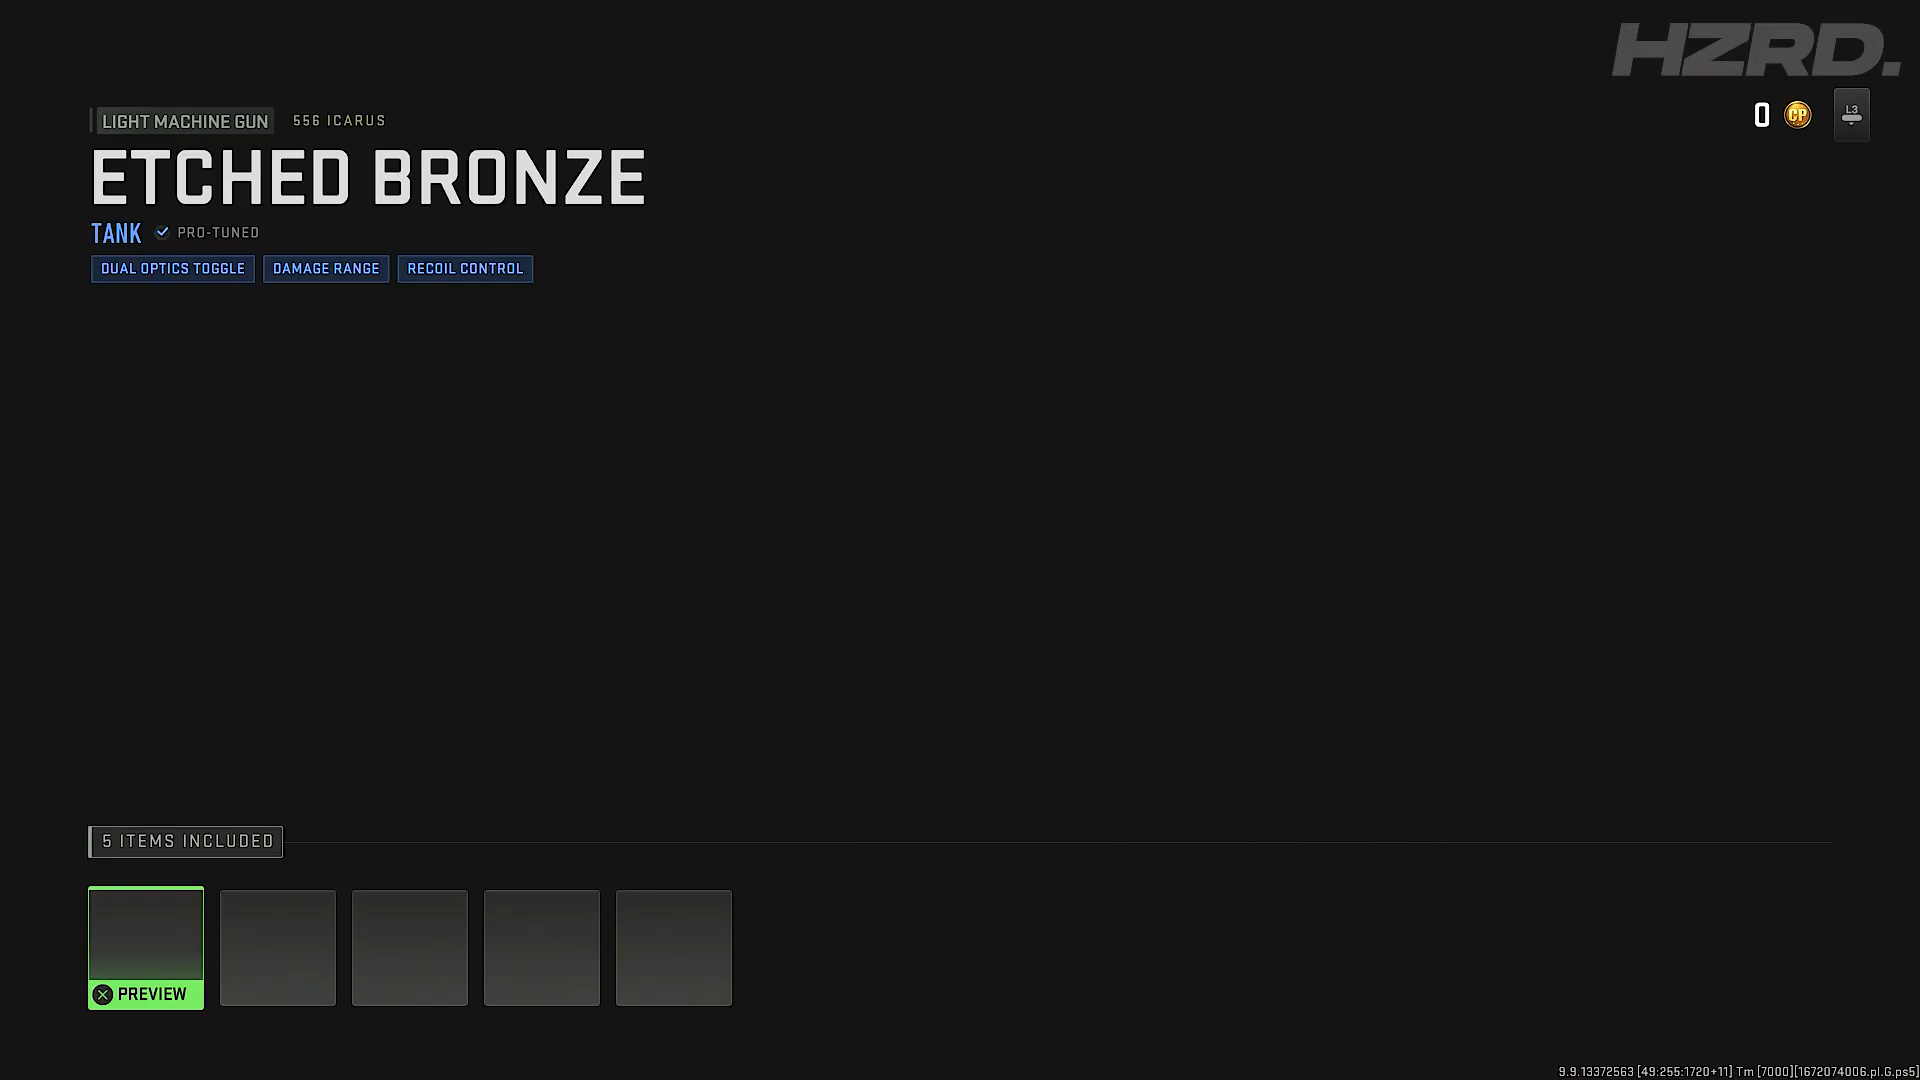 HZRD.
LIGHT MACHINE GUN 556 ICARUS
0 CP L3
ETCHED BRONZE
TANK PRO-TUNED
DUAL OPTICS TOGGLE DAMAGE RANGE RECOIL CONTROL
5 ITEMS INCLUDED
PREVIEW
9.9.13372563 [49:255:1720+11] Tm [7000][1672074006.pl.G.ps5]